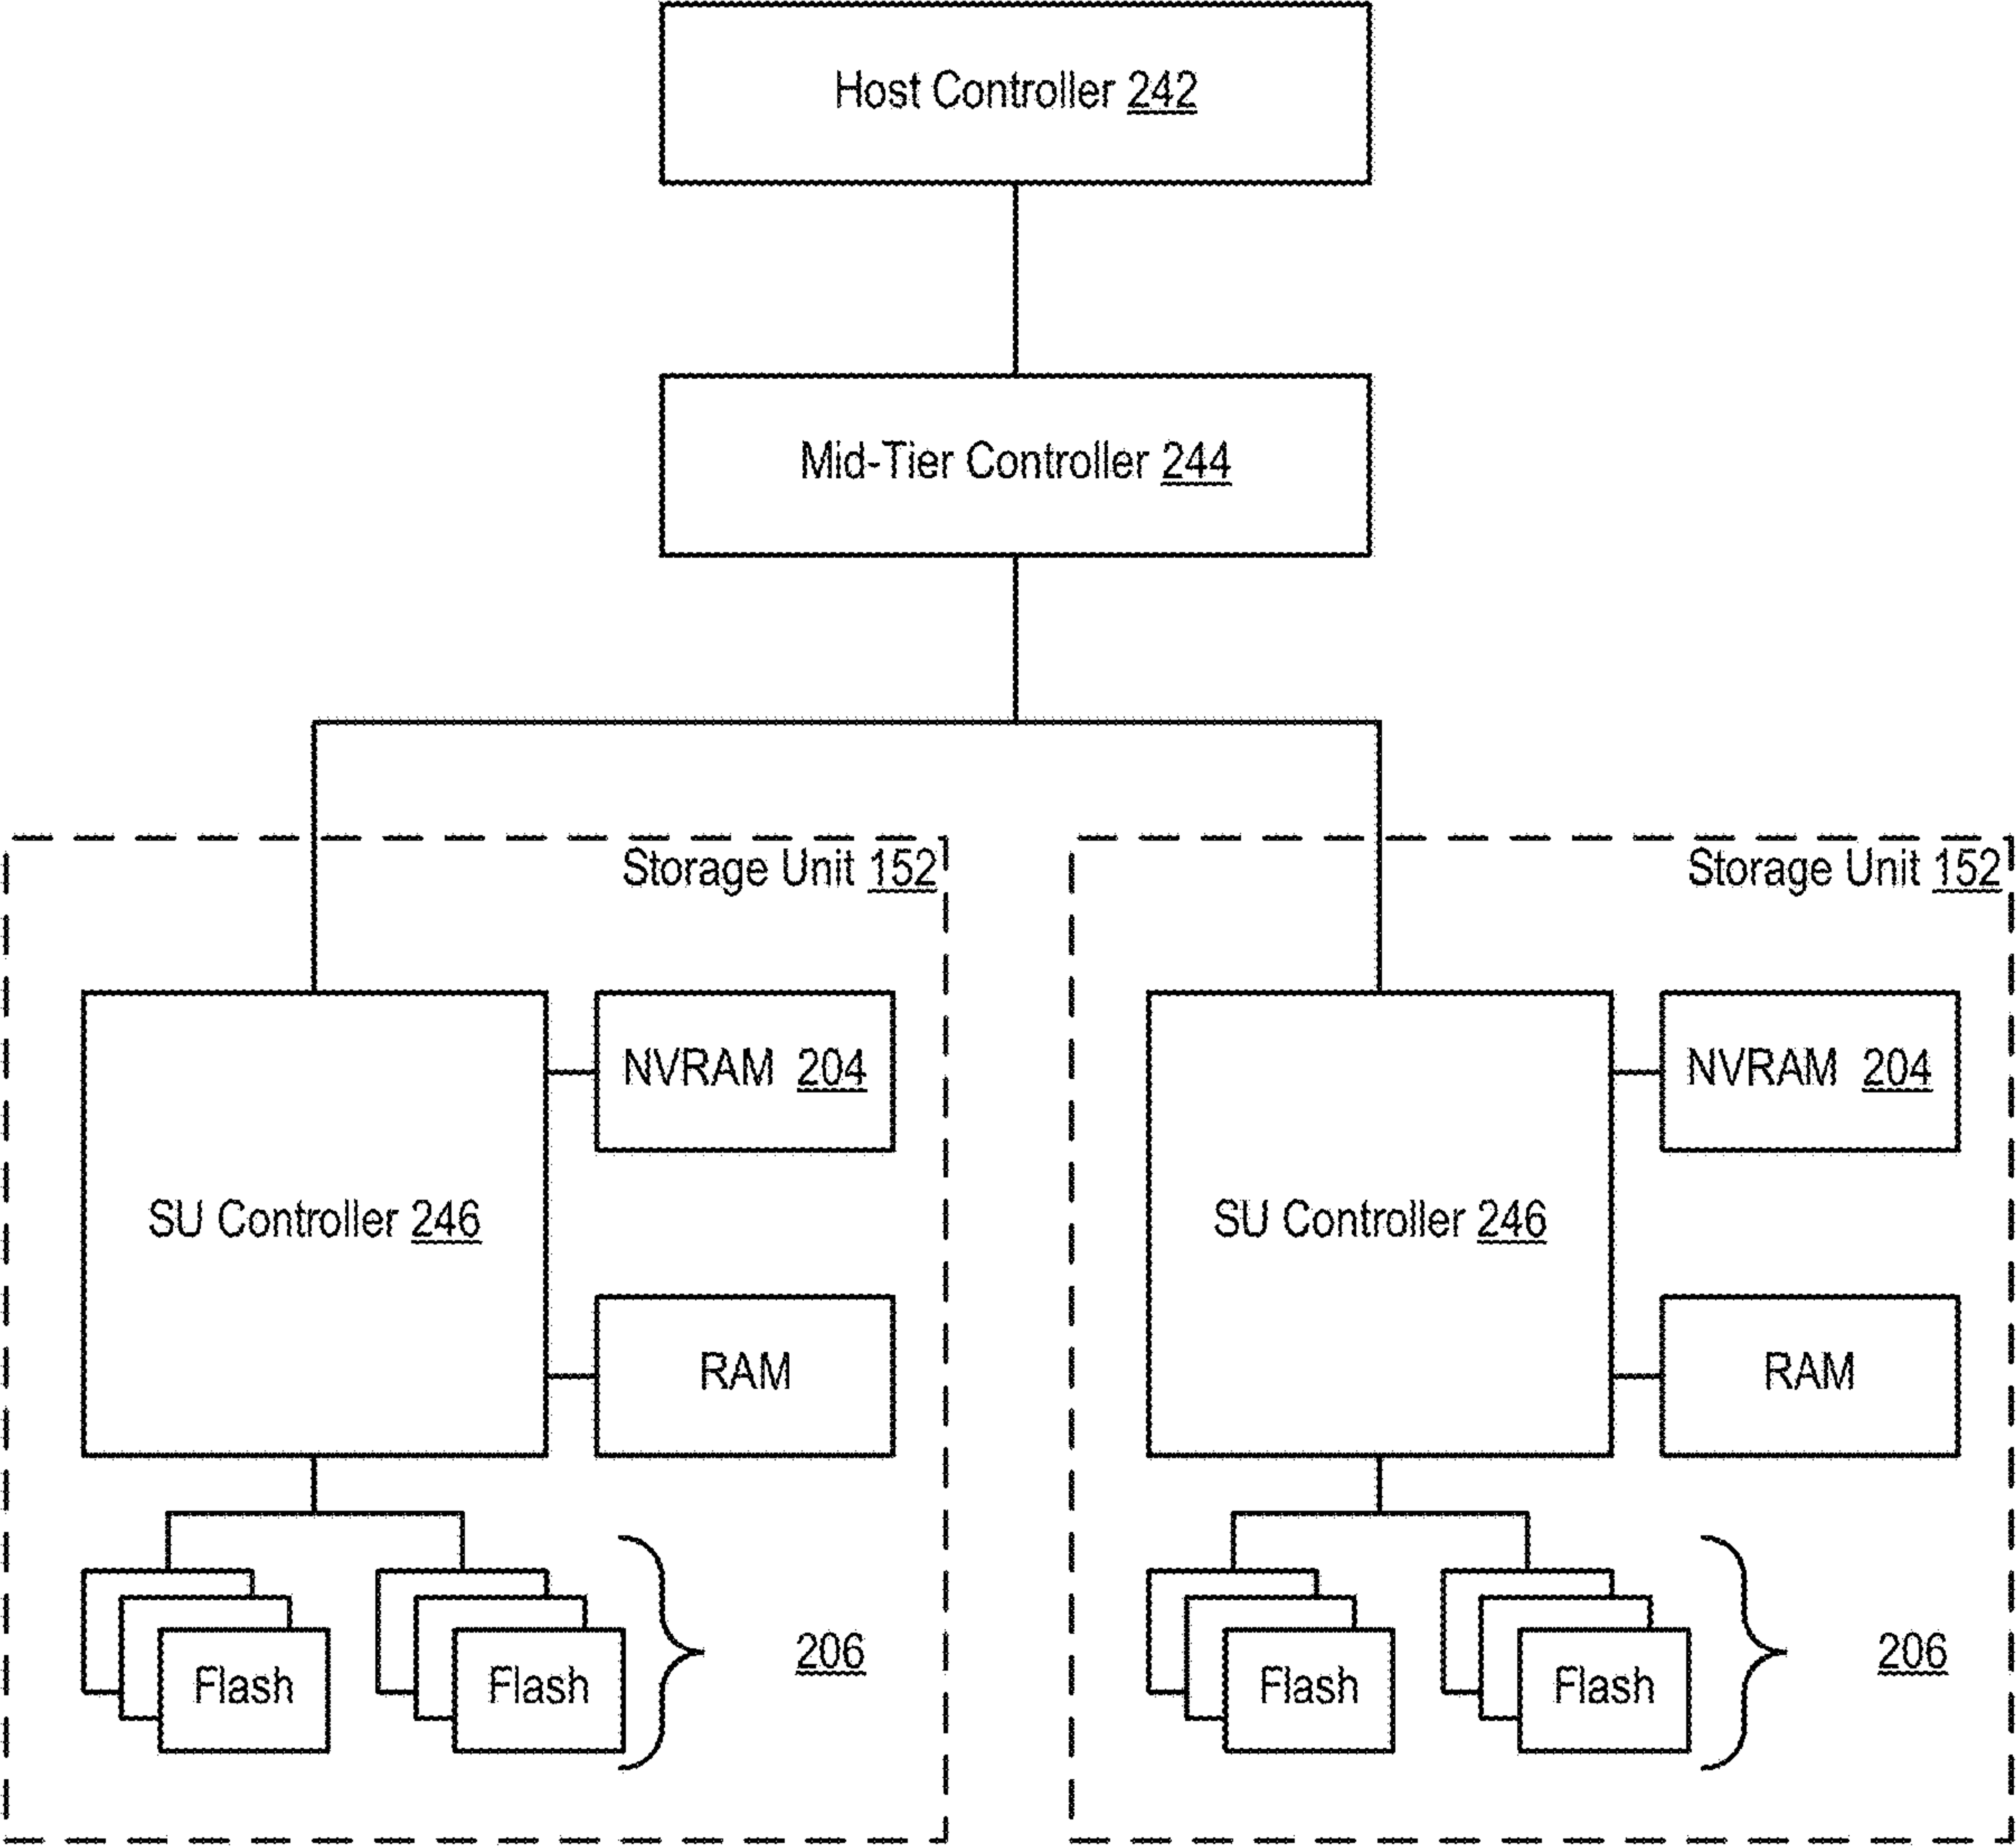 Host Controller 242
Mid-Tier Controller 244
Storage Unit 152
NVRAM 204
SU Controller 246
RAM
Flash
Flash
206
Storage Unit 152
NVRAM 204
SU Controller 246
RAM
Flash
Flash
206